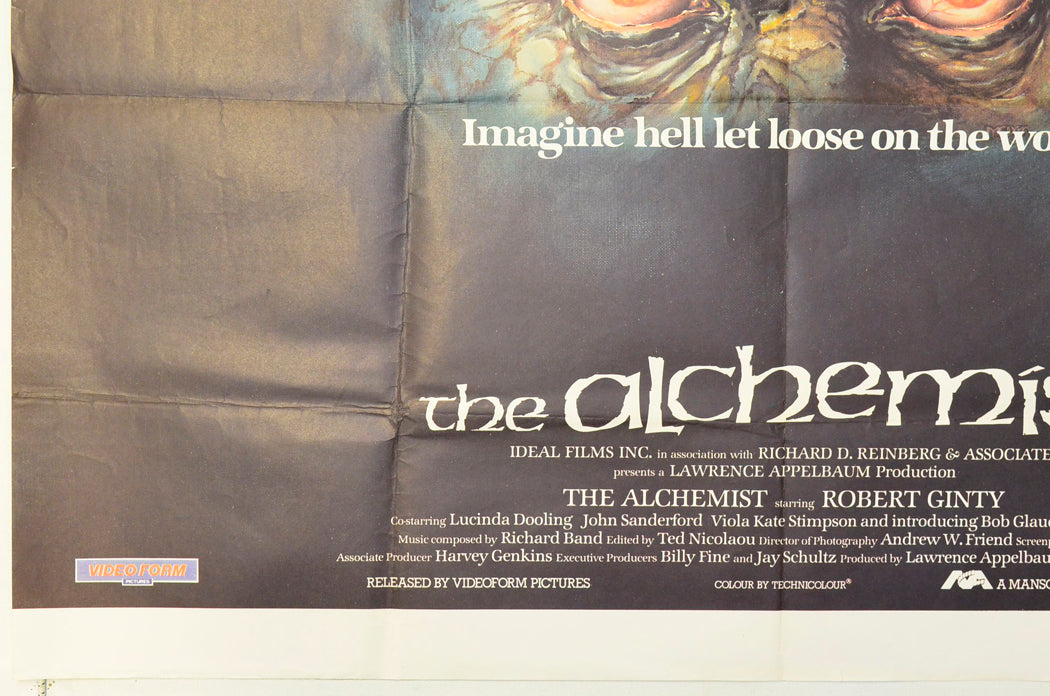 Imagine hell let loose on the wo
the alchemis
IDEAL FILMS INC. in association with RICHARD D. REINBERG & ASSOCIATE
presents a LAWRENCE APPELBAUM Production
THE ALCHEMIST starring ROBERT GINTY
Co-starring Lucinda Dooling John Sanderford Viola Kate Stimpson and introducing Bob Glau
Music composed by Richard Band Edited by Ted Nicolaou Director of Photography Andrew W. Friend Screenp
Associate Producer Harvey Genkins Executive Producers Billy Fine and Jay Schultz Produced by Lawrence Appelbau
VIDEOFORM
PICTURES
RELEASED BY VIDEOFORM PICTURES
COLOUR BY TECHNICOLOUR®
A MANSO